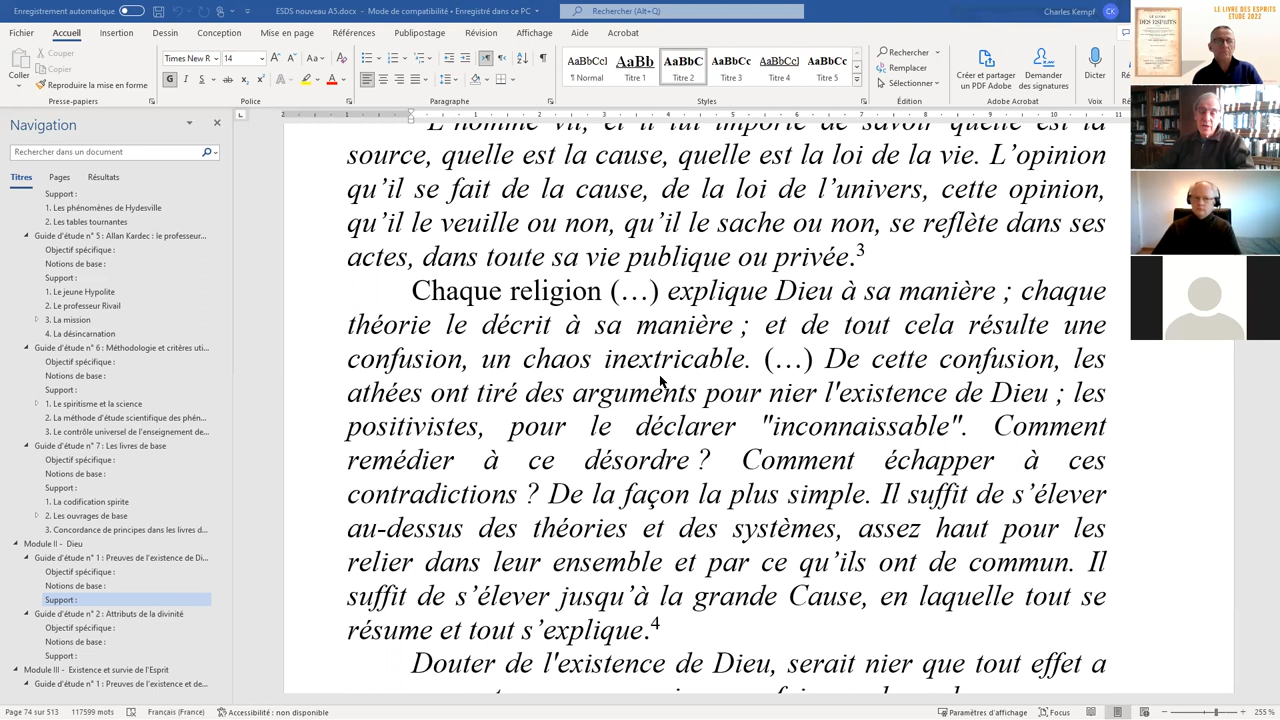 Enregistrement automatique
ESDS nouveau A5.docx - Mode de compatibilité • Enregistré dans ce PC
Rechercher (Alt+Q)
Charles Kempf
CK
LE LIVRE DES ESPRITS
ETUDE 2022
Fichier Accueil Insertion Dessin Conception Mise en page Références Publipostage Révision Affichage Aide Acrobat
Coller
Couper
Copier
Reproduire la mise en forme
Presse-papiers
Times New R
14
G I S
Police
Paragraphe
AaBbCcI
¶ Normal
AaBb
Titre 1
AaBbC
Titre 2
AaBbCc
Titre 3
AaBbCcI
Titre 4
AaBbCc
Titre 5
Styles
Rechercher
Remplacer
Sélectionner
Édition
Créer et partager
un PDF Adobe
Demander
des signatures
Adobe Acrobat
Dicter
Voix
Navigation
Rechercher dans un document
Titres Pages Résultats
Support :
1. Les phénomènes de Hydesville
2. Les tables tournantes
Guide d'étude n° 5 : Allan Kardec : le professeur...
Objectif spécifique :
Notions de base :
Support :
1. Le jeune Hypolite
2. Le professeur Rivail
3. La mission
4. La désincarnation
Guide d'étude n° 6 : Méthodologie et critères uti...
Objectif spécifique :
Notions de base :
Support :
1. Le spiritisme et la science
2. La méthode d'étude scientifique des phén...
3. Le contrôle universel de l'enseignement de...
Guide d'étude n° 7 : Les livres de base
Objectif spécifique :
Notions de base :
Support :
1. La codification spirite
2. Les ouvrages de base
3. Concordance de principes dans les livres d...
Module II - Dieu
Guide d'étude n° 1 : Preuves de l'existence de Di...
Objectif spécifique :
Notions de base :
Support :
Guide d'étude n° 2 : Attributs de la divinité
Objectif spécifique :
Notions de base :
Support :
Module III - Existence et survie de l'Esprit
Guide d'étude n° 1 : Preuves de l'existence et de...
L'homme vit, et il lui importe de savoir quelle est la
source, quelle est la cause, quelle est la loi de la vie. L'opinion
qu'il se fait de la cause, de la loi de l'univers, cette opinion,
qu'il le veuille ou non, qu'il le sache ou non, se reflète dans ses
actes, dans toute sa vie publique ou privée.3
Chaque religion (…) explique Dieu à sa manière ; chaque
théorie le décrit à sa manière ; et de tout cela résulte une
confusion, un chaos inextricable. (…) De cette confusion, les
athées ont tiré des arguments pour nier l'existence de Dieu ; les
positivistes, pour le déclarer "inconnaissable". Comment
remédier à ce désordre ? Comment échapper à ces
contradictions ? De la façon la plus simple. Il suffit de s'élever
au-dessus des théories et des systèmes, assez haut pour les
relier dans leur ensemble et par ce qu'ils ont de commun. Il
suffit de s'élever jusqu'à la grande Cause, en laquelle tout se
résume et tout s'explique.4
Douter de l'existence de Dieu, serait nier que tout effet a
Page 74 sur 513 117599 mots Français (France) Accessibilité : non disponible
Paramètres d'affichage Focus 255 %